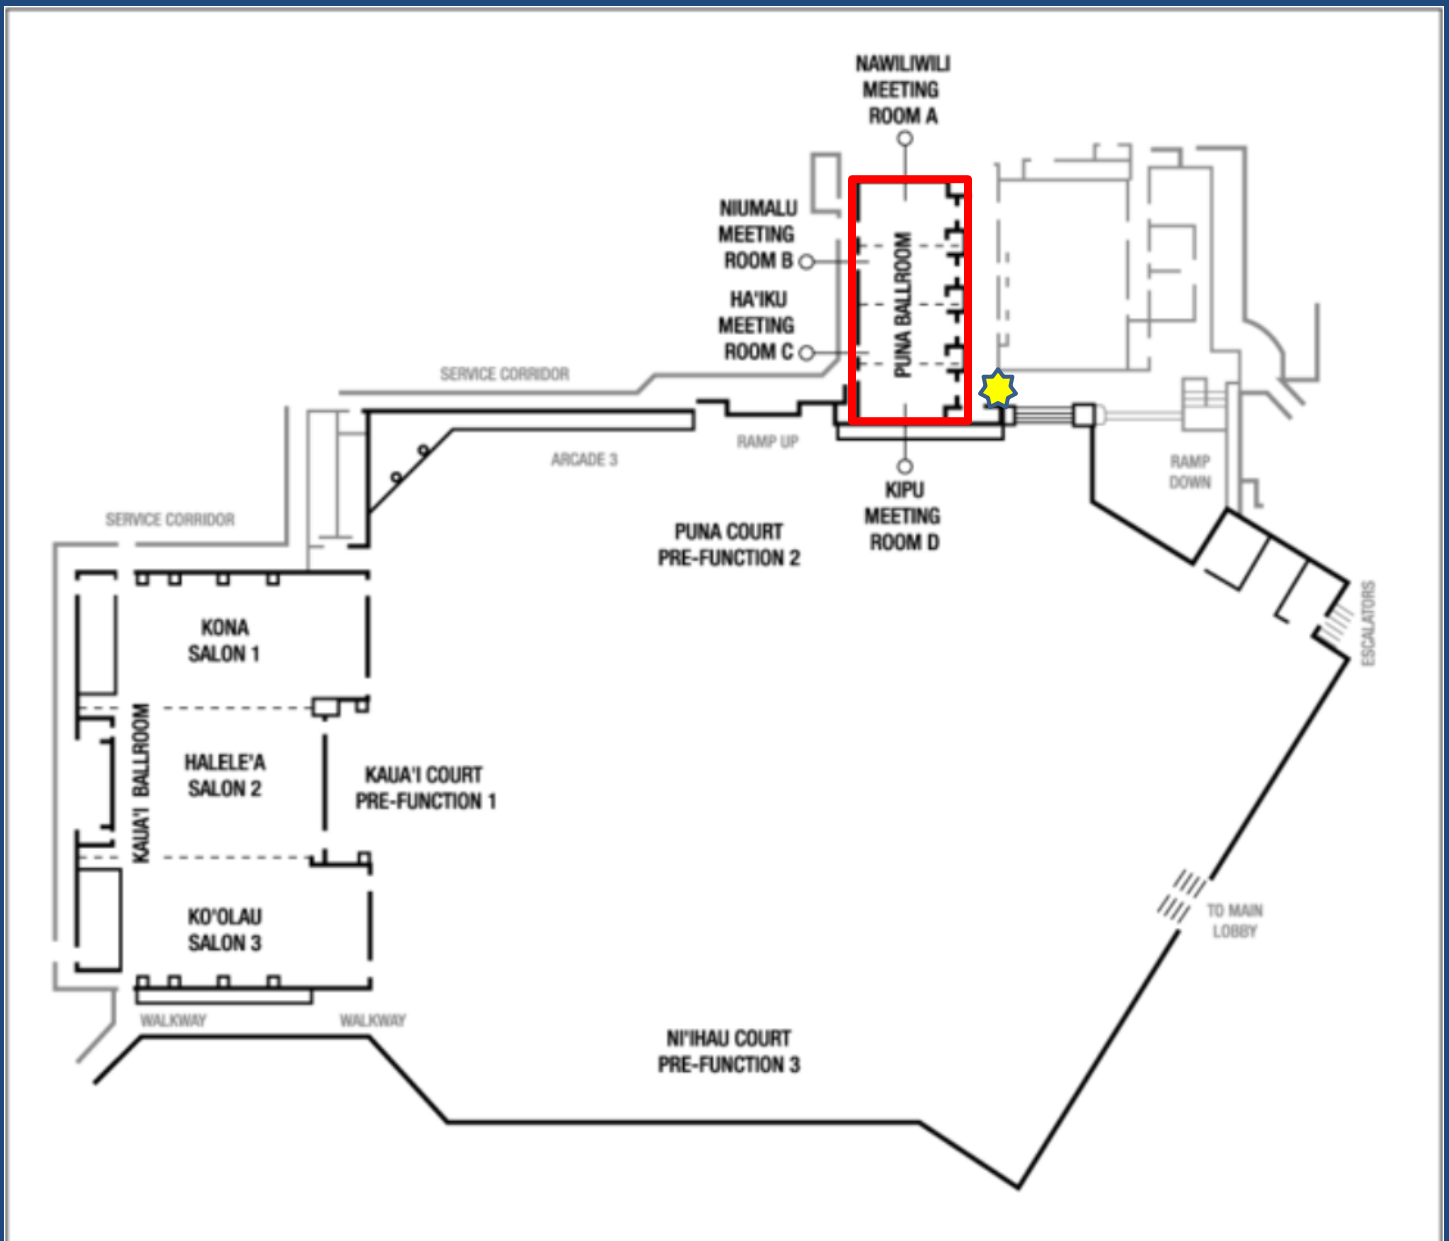 NAWILIWILI
MEETING
ROOM A
NIUMALU
MEETING
ROOM B
HA'IKU
MEETING
ROOM C
PUNA BALLROOM
SERVICE CORRIDOR
ARCADE 3
RAMP UP
KIPU
MEETING
ROOM D
RAMP
DOWN
PUNA COURT
PRE-FUNCTION 2
SERVICE CORRIDOR
ESCALATORS
KONA
SALON 1
KAUA'I BALLROOM
HALELE'A
SALON 2
KAUA'I COURT
PRE-FUNCTION 1
KO'OLAU
SALON 3
TO MAIN
LOBBY
WALKWAY
WALKWAY
NI'IHAU COURT
PRE-FUNCTION 3